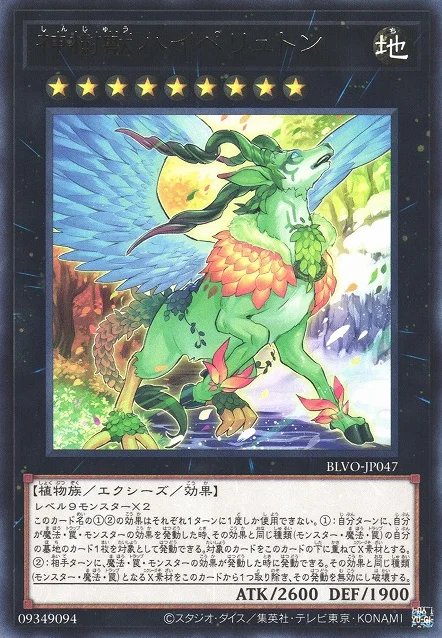 神樹獣ハイペリュトン
地
BLVO-JP047
【植物族／エクシーズ／効果】
レベル９モンスター×２
このカード名の①②の効果はそれぞれ１ターンに１度しか使用できない。①：自分ターンに、自分
が魔法・罠・モンスターの効果を発動した時、その効果と同じ種類（モンスター・魔法・罠）の自分
の墓地のカード１枚を対象として発動できる。対象のカードをこのカードの下に重ねてＸ素材とする。
②：相手ターンに、魔法・罠・モンスターの効果が発動した時に発動できる。その効果と同じ種類
（モンスター・魔法・罠）となるＸ素材をこのカードから１つ取り除き、その発動を無効にし破壊する。
ATK/2600 DEF/1900
09349094
©スタジオ・ダイス／集英社・テレビ東京・KONAMI